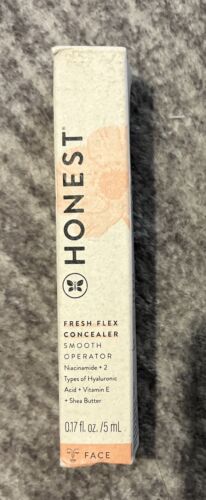 HONEST
FRESH FLEX
CONCEALER
SMOOTH
OPERATOR
Niacinamide + 2
Types of Hyaluronic
Acid + Vitamin E
+ Shea Butter
0.17 fl. oz. /5 mL
FACE